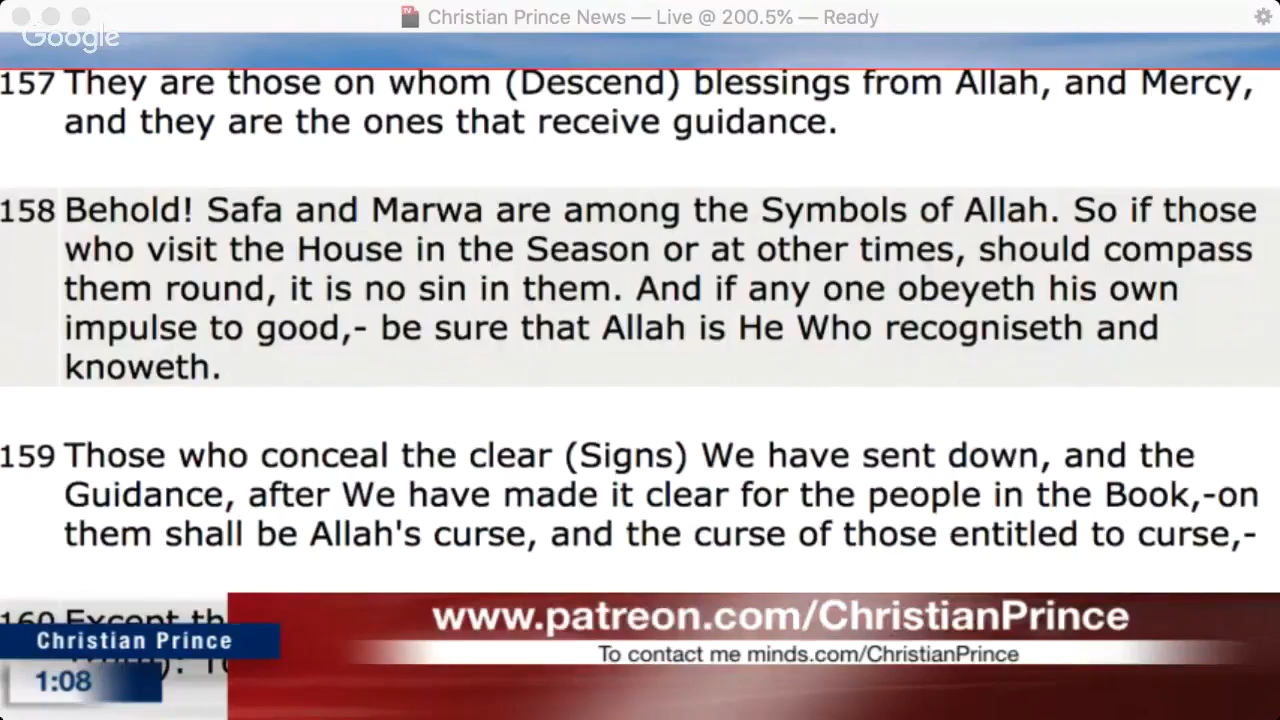 Christian Prince News — Live @ 200.5% — Ready
Google
157 They are those on whom (Descend) blessings from Allah, and Mercy,
and they are the ones that receive guidance.
158 Behold! Safa and Marwa are among the Symbols of Allah. So if those
who visit the House in the Season or at other times, should compass
them round, it is no sin in them. And if any one obeyeth his own
impulse to good,- be sure that Allah is He Who recogniseth and
knoweth.
159 Those who conceal the clear (Signs) We have sent down, and the
Guidance, after We have made it clear for the people in the Book,-on
them shall be Allah's curse, and the curse of those entitled to curse,-
160 Except th
www.patreon.com/ChristianPrince
Christian Prince
To contact me minds.com/ChristianPrince
1:08